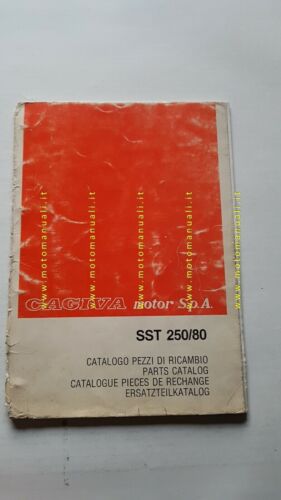 www.motomanuali.it
www.motomanuali.it
www.motomanuali.it
www.motomanuali.it
CAGIVA motor S.p.A.
SST 250/80
CATALOGO PEZZI DI RICAMBIO
PARTS CATALOG
CATALOGUE PIECES DE RECHANGE
ERSATZTEILKATALOG